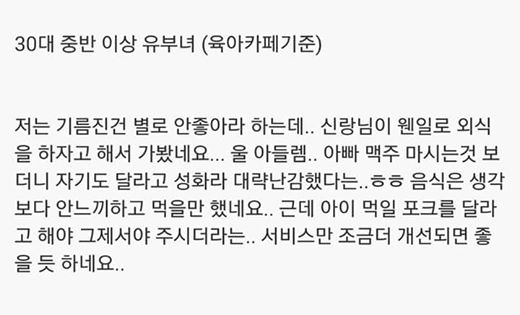 30대 중반 이상 유부녀 (육아카페기준)
저는 기름진건 별로 안좋아라 하는데.. 신랑님이 웬일로 외식
을 하자고 해서 가봤네요... 울 아들렘.. 아빠 맥주 마시는것 보
더니 자기도 달라고 성화라 대략난감했다는..ㅎㅎ 음식은 생각
보다 안느끼하고 먹을만 했네요.. 근데 아이 먹일 포크를 달라
고 해야 그제서야 주시더라는.. 서비스만 조금더 개선되면 좋
을 듯 하네요..